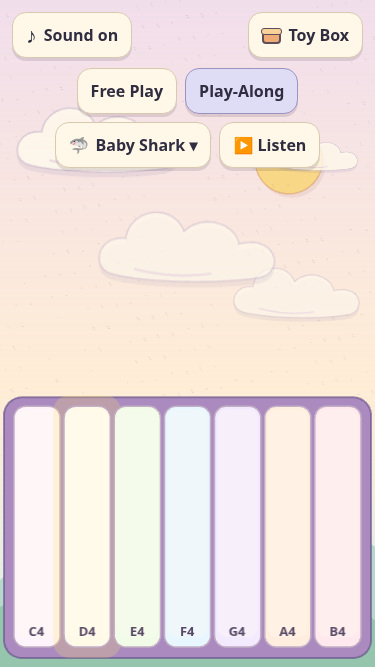 ♪ Sound on
Toy Box
Free Play
Play-Along
Baby Shark ▾
Listen
C4 D4 E4 F4 G4 A4 B4